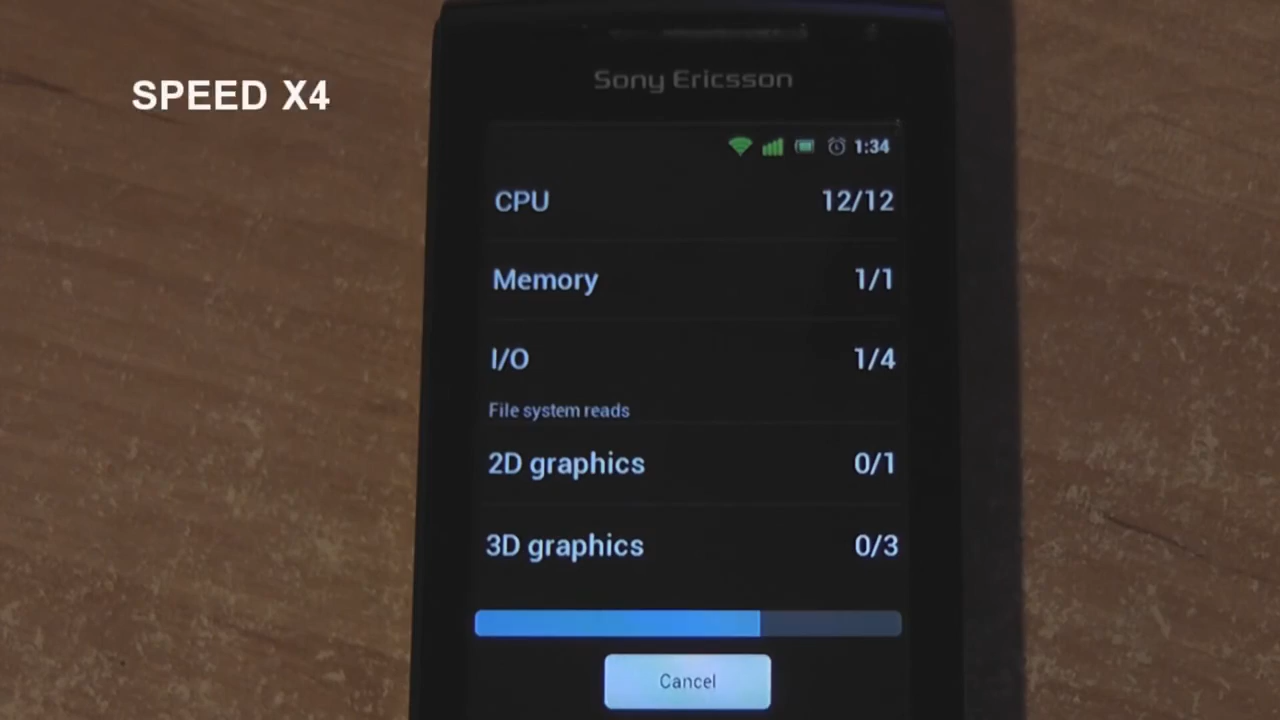 SPEED X4
Sony Ericsson
1:34
CPU 12/12
Memory 1/1
I/O 1/4
File system reads
2D graphics 0/1
3D graphics 0/3
Cancel